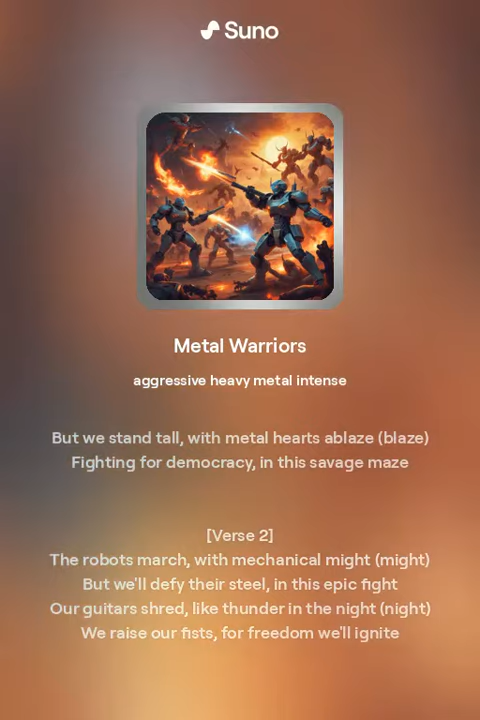 Suno
Metal Warriors
aggressive heavy metal intense
But we stand tall, with metal hearts ablaze (blaze)
Fighting for democracy, in this savage maze
[Verse 2]
The robots march, with mechanical might (might)
But we'll defy their steel, in this epic fight
Our guitars shred, like thunder in the night (night)
We raise our fists, for freedom we'll ignite